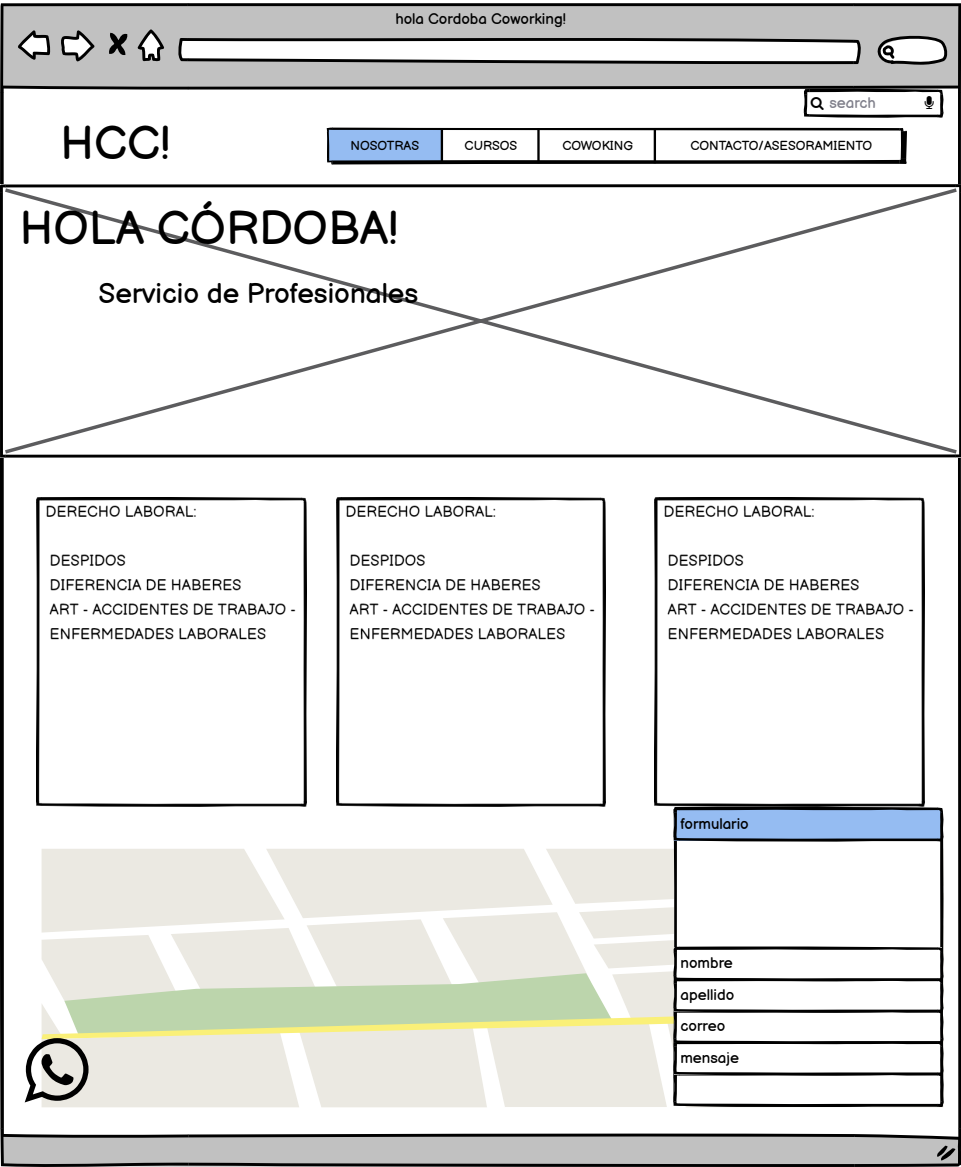 hola Cordoba Coworking!
search
HCC!
NOSOTRAS
CURSOS
COWOKING
CONTACTO/ASESORAMIENTO
HOLA CÓRDOBA!
Servicio de Profesionales
DERECHO LABORAL:
DESPIDOS
DIFERENCIA DE HABERES
ART - ACCIDENTES DE TRABAJO -
ENFERMEDADES LABORALES
DERECHO LABORAL:
DESPIDOS
DIFERENCIA DE HABERES
ART - ACCIDENTES DE TRABAJO -
ENFERMEDADES LABORALES
DERECHO LABORAL:
DESPIDOS
DIFERENCIA DE HABERES
ART - ACCIDENTES DE TRABAJO -
ENFERMEDADES LABORALES
formulario
nombre
apellido
correo
mensaje